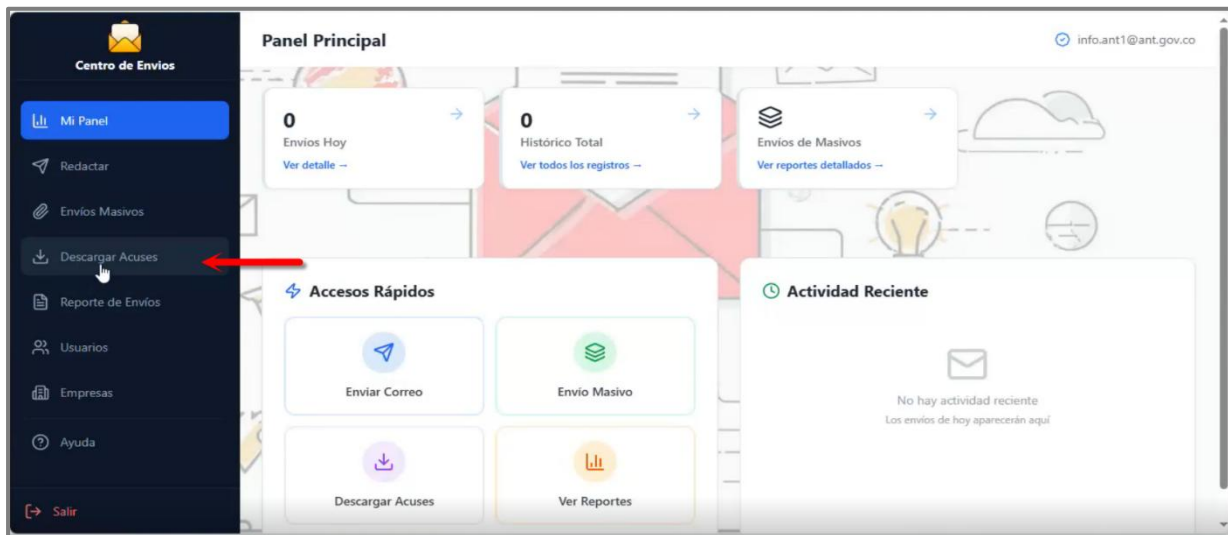 Centro de Envios
Mi Panel
Redactar
Envíos Masivos
Descargar Acuses
Reporte de Envíos
Usuarios
Empresas
Ayuda
Salir
Panel Principal
info.ant1@ant.gov.co
0
Envíos Hoy
Ver detalle →
0
Histórico Total
Ver todos los registros →
Envíos de Masivos
Ver reportes detallados →
Accesos Rápidos
Enviar Correo
Envío Masivo
Descargar Acuses
Ver Reportes
Actividad Reciente
No hay actividad reciente
Los envíos de hoy aparecerán aquí